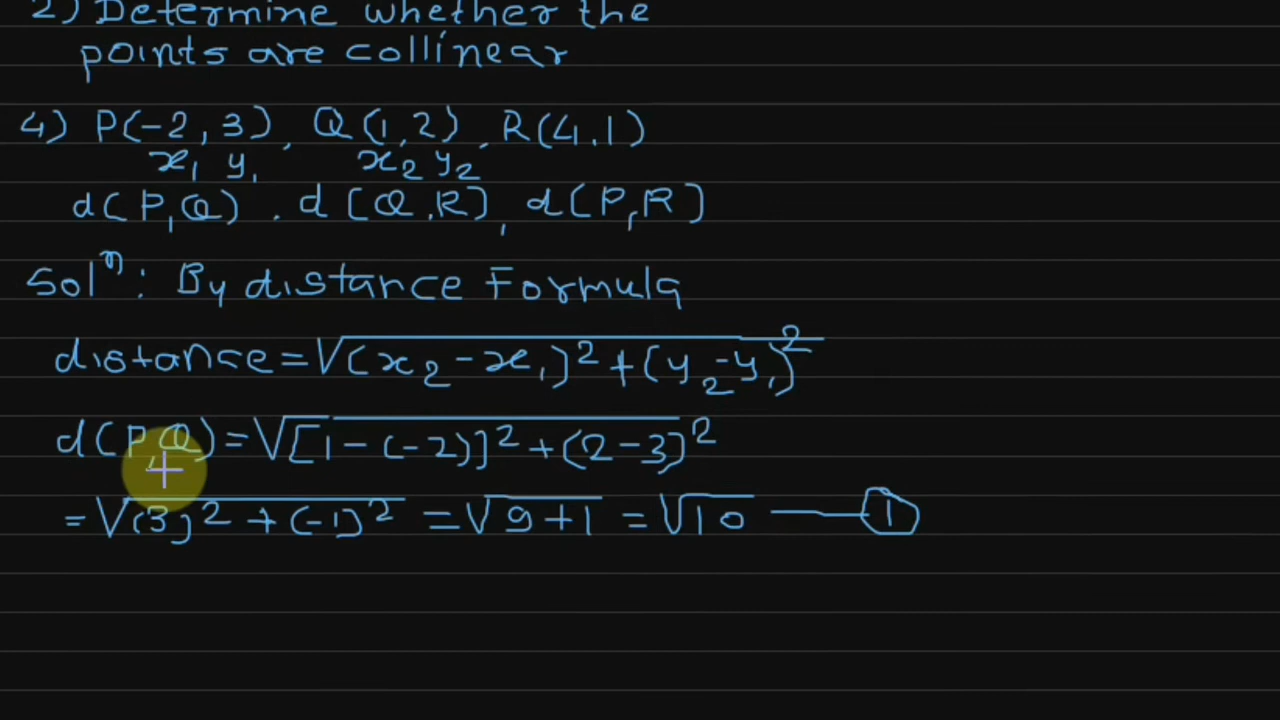 2) Determine whether the
points are collinear
4) P(-2, 3), Q(1,2), R(4,1)
x₁ y₁ x₂ y₂
d(P,Q), d(Q,R), d(P,R)
Solⁿ: By distance Formula
distance=√(x₂-x₁)²+(y₂-y₁)²
d(P,Q)=√[1-(-2)]²+(2-3)²
=√(3)²+(-1)² =√9+1 =√10 —— ①